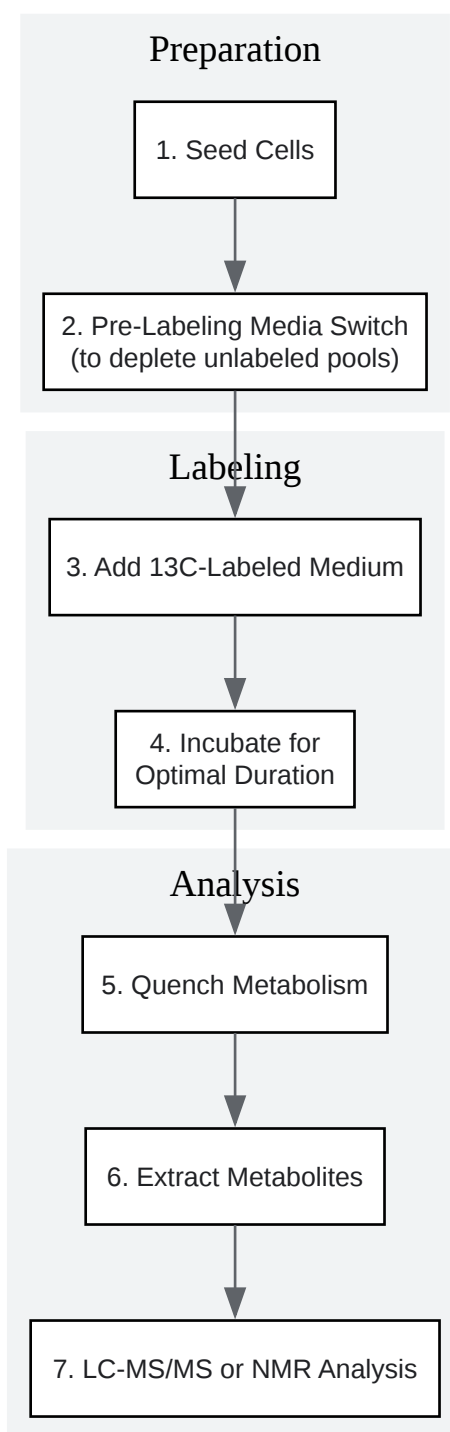 Preparation
1. Seed Cells
2. Pre-Labeling Media Switch
(to deplete unlabeled pools)
Labeling
3. Add 13C-Labeled Medium
4. Incubate for
Optimal Duration
Analysis
5. Quench Metabolism
6. Extract Metabolites
7. LC-MS/MS or NMR Analysis